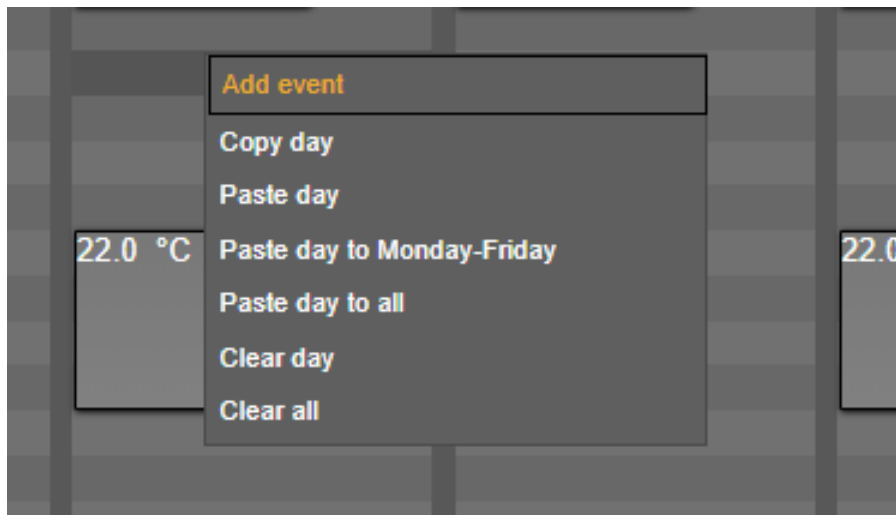 Add event
Copy day
Paste day
22.0 °C
Paste day to Monday-Friday
22.0
Paste day to all
Clear day
Clear all